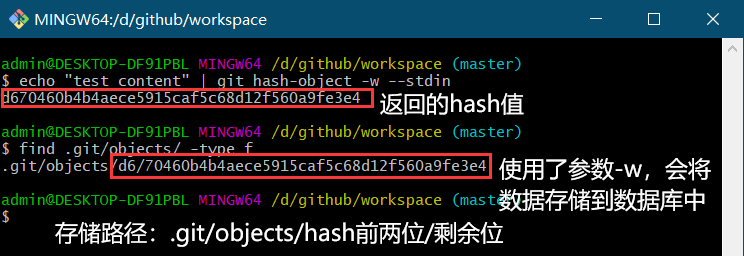 MINGW64:/d/github/workspace
admin@DESKTOP-DF91PBL MINGW64 /d/github/workspace (master)
$ echo "test content" | git hash-object -w --stdin
d670460b4b4aece5915caf5c68d12f560a9fe3e4
返回的hash值
admin@DESKTOP-DF91PBL MINGW64 /d/github/workspace (master)
$ find .git/objects/ -type f
.git/objects/d6/70460b4b4aece5915caf5c68d12f560a9fe3e4
使用了参数-w，会将
数据存储到数据库中
admin@DESKTOP-DF91PBL MINGW64 /d/github/workspace (master)
$
存储路径：.git/objects/hash前两位/剩余位